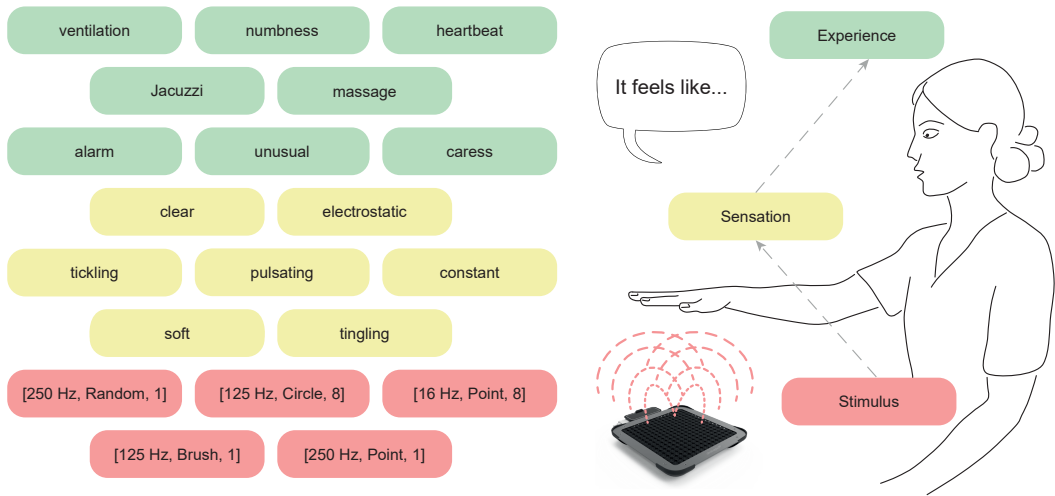 ventilation
numbness
heartbeat
Jacuzzi
massage
alarm
unusual
caress
clear
electrostatic
tickling
pulsating
constant
soft
tingling
[250 Hz, Random, 1]
[125 Hz, Circle, 8]
[16 Hz, Point, 8]
[125 Hz, Brush, 1]
[250 Hz, Point, 1]
Experience
It feels like...
Sensation
Stimulus